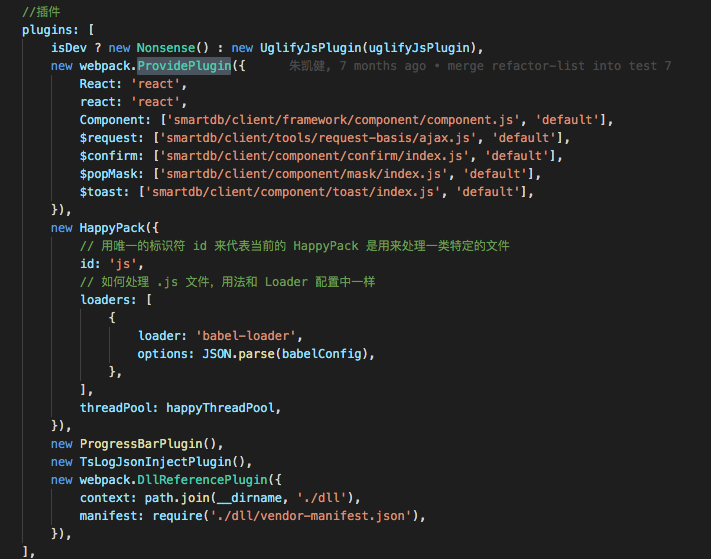 //插件
plugins: [
isDev ? new Nonsense() : new UglifyJsPlugin(uglifyJsPlugin),
new webpack.ProvidePlugin({ 朱凯健, 7 months ago • merge refactor-list into test 7
React: 'react',
react: 'react',
Component: ['smartdb/client/framework/component/component.js', 'default'],
$request: ['smartdb/client/tools/request-basis/ajax.js', 'default'],
$confirm: ['smartdb/client/component/confirm/index.js', 'default'],
$popMask: ['smartdb/client/component/mask/index.js', 'default'],
$toast: ['smartdb/client/component/toast/index.js', 'default'],
}),
new HappyPack({
// 用唯一的标识符 id 来代表当前的 HappyPack 是用来处理一类特定的文件
id: 'js',
// 如何处理 .js 文件，用法和 Loader 配置中一样
loaders: [
{
loader: 'babel-loader',
options: JSON.parse(babelConfig),
},
],
threadPool: happyThreadPool,
}),
new ProgressBarPlugin(),
new TsLogJsonInjectPlugin(),
new webpack.DllReferencePlugin({
context: path.join(__dirname, './dll'),
manifest: require('./dll/vendor-manifest.json'),
}),
],